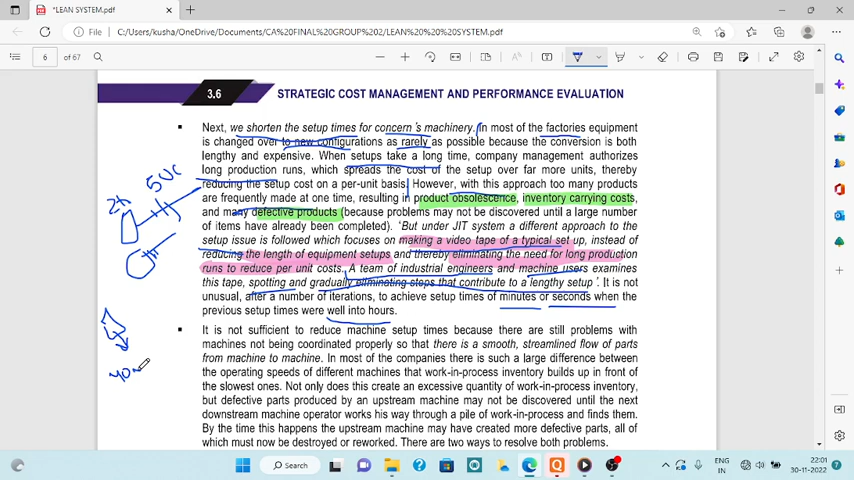 *LEAN SYSTEM.pdf
File
C:/Users/kusha/OneDrive/Documents/CA%20FINAL%20GROUP%202/LEAN%20%20SYSTEM.pdf
6 of 67
3.6 STRATEGIC COST MANAGEMENT AND PERFORMANCE EVALUATION
▪ Next, we shorten the setup times for concern's machinery. In most of the factories equipment
is changed over to new configurations as rarely as possible because the conversion is both
lengthy and expensive. When setups take a long time, company management authorizes
long production runs, which spreads the cost of the setup over far more units, thereby
reducing the setup cost on a per-unit basis. However, with this approach too many products
are frequently made at one time, resulting in product obsolescence, inventory carrying costs,
and many defective products (because problems may not be discovered until a large number
of items have already been completed). 'But under JIT system a different approach to the
setup issue is followed which focuses on making a video tape of a typical set up, instead of
reducing the length of equipment setups and thereby eliminating the need for long production
runs to reduce per unit costs. A team of industrial engineers and machine users examines
this tape, spotting and gradually eliminating steps that contribute to a lengthy setup'. It is not
unusual, after a number of iterations, to achieve setup times of minutes or seconds when the
previous setup times were well into hours.
▪ It is not sufficient to reduce machine setup times because there are still problems with
machines not being coordinated properly so that there is a smooth, streamlined flow of parts
from machine to machine. In most of the companies there is such a large difference between
the operating speeds of different machines that work-in-process inventory builds up in front of
the slowest ones. Not only does this create an excessive quantity of work-in-process inventory,
but defective parts produced by an upstream machine may not be discovered until the next
downstream machine operator works his way through a pile of work-in-process and finds them.
By the time this happens the upstream machine may have created more defective parts, all of
which must now be destroyed or reworked. There are two ways to resolve both problems.
Search
ENG
IN
22:01
30-11-2022